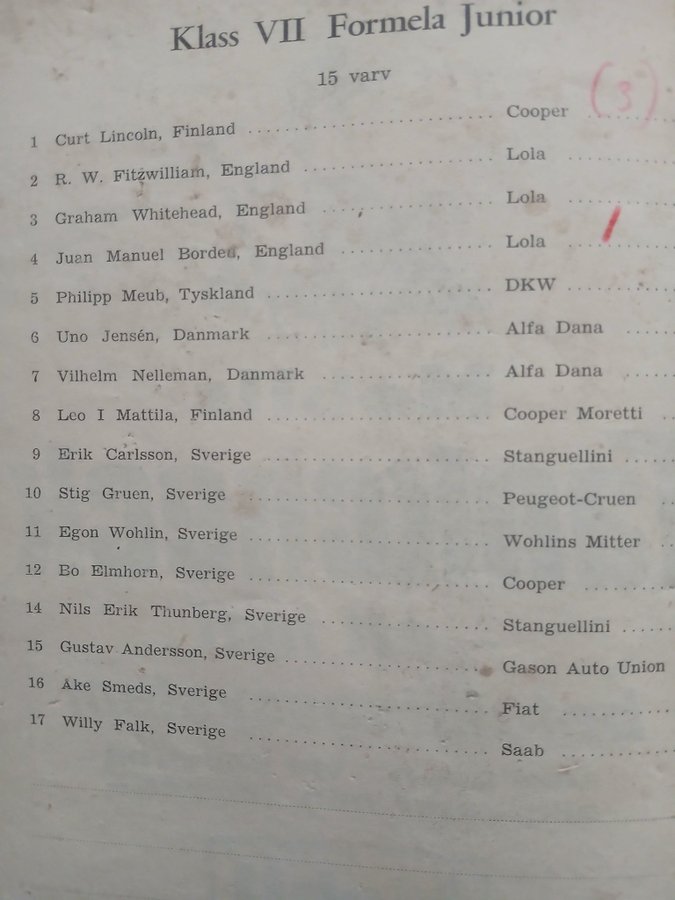 Klass VII Formela Junior
15 varv
(3)
1 Curt Lincoln, Finland ........................ Cooper ............
2 R. W. Fitzwilliam, England ........................ Lola ............
3 Graham Whitehead, England ........................ Lola ............
4 Juan Manuel Bordeu, England ........................ Lola ............
5 Philipp Meub, Tyskland ........................ DKW ............
6 Uno Jensén, Danmark ........................ Alfa Dana ......
7 Vilhelm Nelleman, Danmark ........................ Alfa Dana ......
8 Leo I Mattila, Finland ........................ Cooper Moretti ..
9 Erik Carlsson, Sverige ........................ Stanguellini ......
10 Stig Gruen, Sverige ........................ Peugeot-Cruen ..
11 Egon Wohlin, Sverige ........................ Wohlins Mitter ..
12 Bo Elmhorn, Sverige ........................ Cooper ............
14 Nils Erik Thunberg, Sverige ........................ Stanguellini ......
15 Gustav Andersson, Sverige ........................ Gason Auto Union
16 Åke Smeds, Sverige ........................ Fiat ............
17 Willy Falk, Sverige ........................ Saab ............